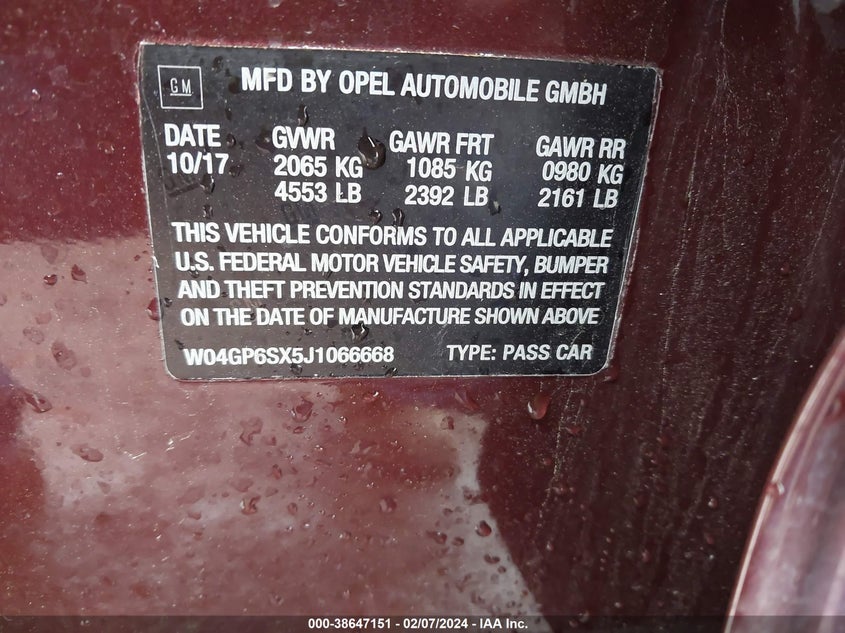 GM
MFD BY OPEL AUTOMOBILE GMBH
DATE GVWR GAWR FRT GAWR RR
10/17 2065 KG 1085 KG 0980 KG
4553 LB 2392 LB 2161 LB
THIS VEHICLE CONFORMS TO ALL APPLICABLE
U.S. FEDERAL MOTOR VEHICLE SAFETY, BUMPER
AND THEFT PREVENTION STANDARDS IN EFFECT
ON THE DATE OF MANUFACTURE SHOWN ABOVE
W04GP6SX5J1066668 TYPE: PASS CAR
000-38647151 - 02/07/2024 - IAA Inc.